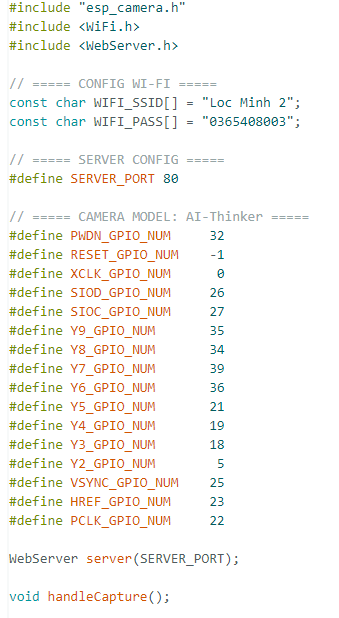 #include "esp_camera.h"
#include <WiFi.h>
#include <WebServer.h>
// ===== CONFIG WI-FI =====
const char WIFI_SSID[] = "Loc Minh 2";
const char WIFI_PASS[] = "0365408003";
// ===== SERVER CONFIG =====
#define SERVER_PORT 80
// ===== CAMERA MODEL: AI-Thinker =====
#define PWDN_GPIO_NUM     32
#define RESET_GPIO_NUM    -1
#define XCLK_GPIO_NUM      0
#define SIOD_GPIO_NUM     26
#define SIOC_GPIO_NUM     27
#define Y9_GPIO_NUM       35
#define Y8_GPIO_NUM       34
#define Y7_GPIO_NUM       39
#define Y6_GPIO_NUM       36
#define Y5_GPIO_NUM       21
#define Y4_GPIO_NUM       19
#define Y3_GPIO_NUM       18
#define Y2_GPIO_NUM        5
#define VSYNC_GPIO_NUM    25
#define HREF_GPIO_NUM     23
#define PCLK_GPIO_NUM     22
WebServer server(SERVER_PORT);
void handleCapture();